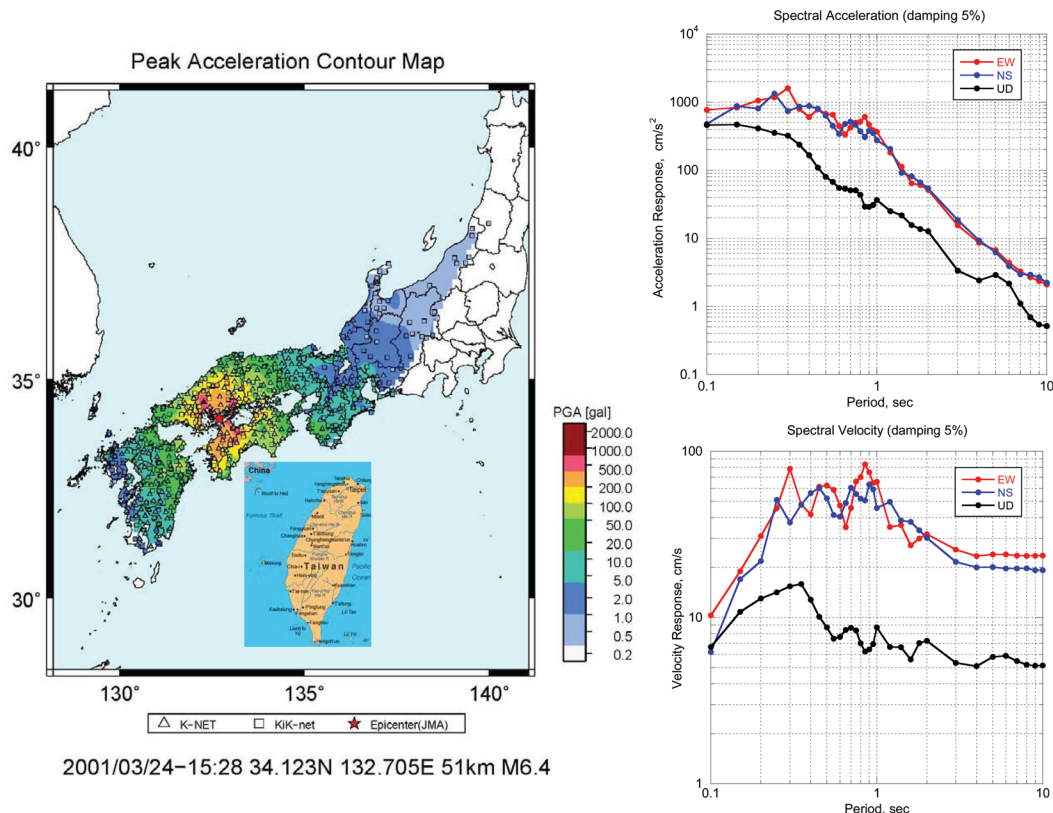 Peak Acceleration Contour Map
40°
35°
30°
130°
135°
140°
PGA [gal]
2000.0
1000.0
500.0
200.0
100.0
50.0
20.0
10.0
5.0
2.0
1.0
0.5
0.2
China
Taipei
Taiwan
Pacific
Ocean
K-NET
KiK-net
Epicenter(JMA)
2001/03/24-15:28 34.123N 132.705E 51km M6.4
Spectral Acceleration (damping 5%)
Acceleration Response, cm/s²
10⁴
1000
100
10
1
0.1
EW
NS
UD
0.1
1
10
Period, sec
Spectral Velocity (damping 5%)
Velocity Response, cm/s
100
10
1
EW
NS
UD
0.1
1
10
Period, sec